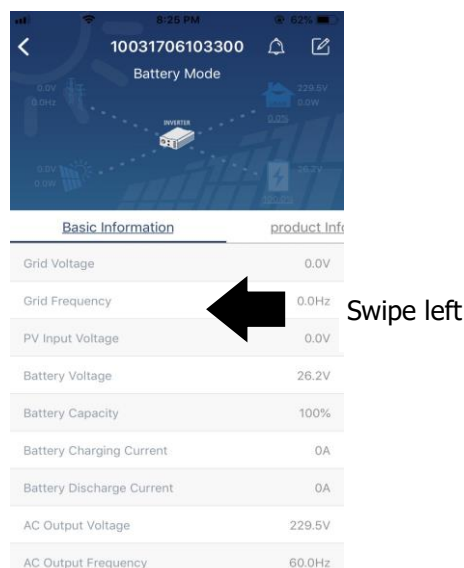 8:25 PM 62%
10031706103300
Battery Mode
0.0V
0.0Hz
229.5V
0.0W
INVERTER
0.0%
0.0V
0.0W
26.2V
100.0%
Basic Information product Info
Grid Voltage 0.0V
Grid Frequency 0.0Hz
Swipe left
PV Input Voltage 0.0V
Battery Voltage 26.2V
Battery Capacity 100%
Battery Charging Current 0A
Battery Discharge Current 0A
AC Output Voltage 229.5V
AC Output Frequency 60.0Hz